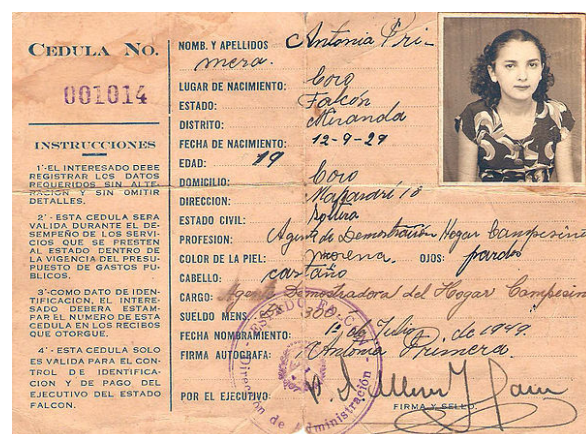 CEDULA No.
001014
INSTRUCCIONES
1'-EL INTERESADO DEBE
REGISTRAR LOS DATOS
REQUERIDOS SIN ALTE-
RACION Y SIN OMITIR
DETALLES.
2' - ESTA CEDULA SERA
VALIDA DURANTE EL DE-
SEMPEÑO DE LOS SERVI-
CIOS QUE SE PRESTEN
AL ESTADO DENTRO DE
LA VIGENCIA DEL PRESU-
PUESTO DE GASTOS PU-
BLICOS.
3'-COMO DATO DE IDEN-
TIFICACION, EL INTERE-
SADO DEBERA ESTAM-
PAR EL NUMERO DE ESTA
CEDULA EN LOS RECIBOS
QUE OTORGUE.
4' - ESTA CEDULA SOLO
ES VALIDA PARA EL CON-
TROL DE IDENTIFICA-
CION Y DE PAGO DEL
EJECUTIVO DEL ESTADO
FALCON.
NOMB. Y APELLIDOS Antonia Pri-
mera.
LUGAR DE NACIMIENTO: Coro
ESTADO: Falcón
DISTRITO: Miranda
FECHA DE NACIMIENTO: 12-9-29
EDAD: 19
DOMICILIO: Coro
DIRECCION: Mapararí 18
ESTADO CIVIL: Soltera
PROFESION: Agente de Demostración Hogar Campesino
COLOR DE LA PIEL: morena. OJOS: pardos
CABELLO: castaño
CARGO: Agente Demostradora del Hogar Campesino
SUELDO MENS. 300
FECHA NOMBRAMIENTO: 1º de Julio de 1949.
FIRMA AUTOGRAFA: Antonia Primera.
POR EL EJECUTIVO:
FIRMA Y SELLO.
Dirección de Administración